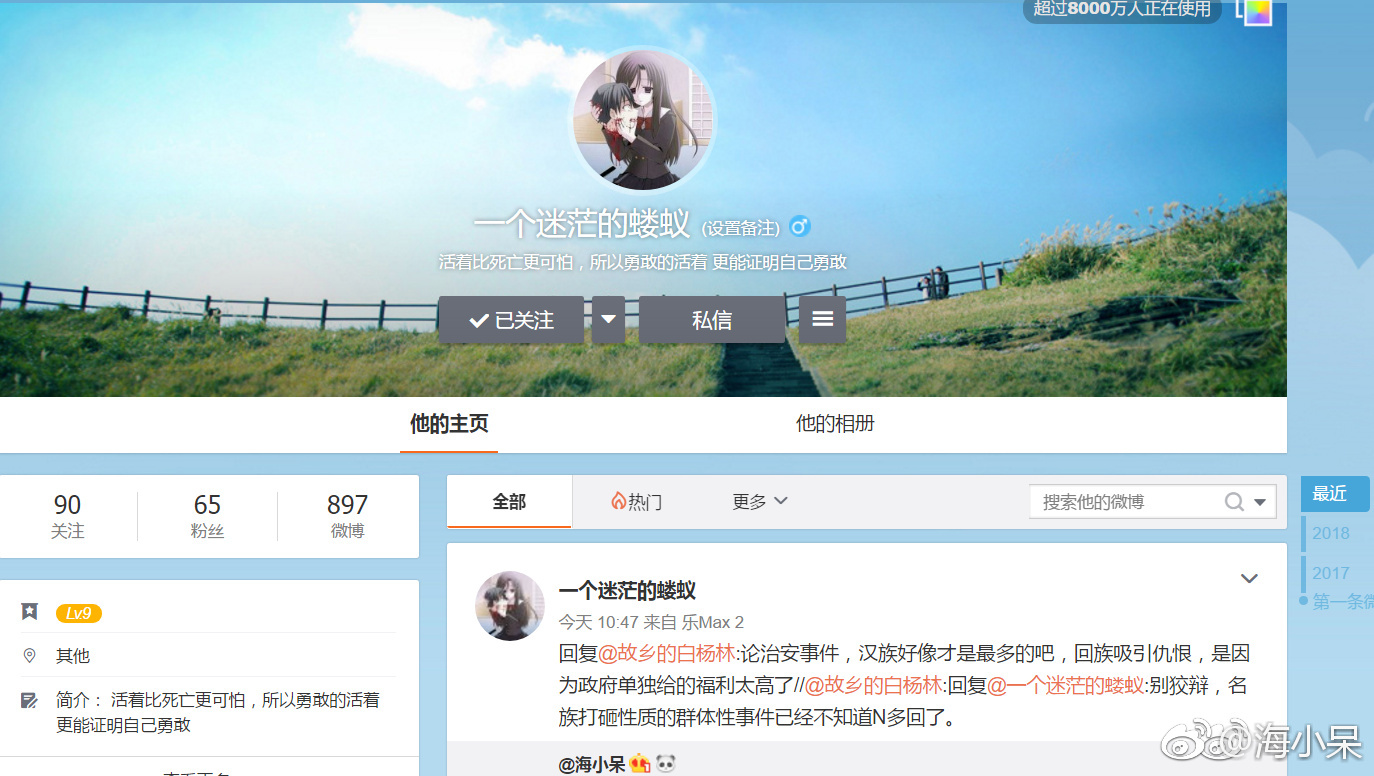 超过8000万人正在使用
一个迷茫的蝼蚁 (设置备注)
活着比死亡更可怕，所以勇敢的活着 更能证明自己勇敢
已关注
私信
他的主页
他的相册
90
关注
65
粉丝
897
微博
Lv.9
其他
简介： 活着比死亡更可怕，所以勇敢的活着
更能证明自己勇敢
全部
热门
更多
搜索他的微博
一个迷茫的蝼蚁
今天 10:47 来自 乐Max 2
回复@故乡的白杨林:论治安事件，汉族好像才是最多的吧，回族吸引仇恨，是因
为政府单独给的福利太高了//@故乡的白杨林:回复@一个迷茫的蝼蚁:别狡辩，名
族打砸性质的群体性事件已经不知道N多回了。
@海小呆
最近
2018
2017
第一条微
@海小呆